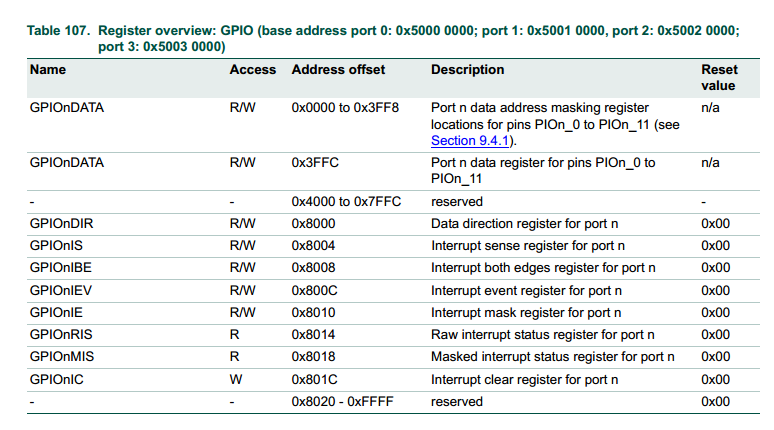 Table 107. Register overview: GPIO (base address port 0: 0x5000 0000; port 1: 0x5001 0000, port 2: 0x5002 0000;
port 3: 0x5003 0000)
Name Access Address offset Description Reset
value
GPIOnDATA R/W 0x0000 to 0x3FF8 Port n data address masking register n/a
locations for pins PIOn_0 to PIOn_11 (see
Section 9.4.1).
GPIOnDATA R/W 0x3FFC Port n data register for pins PIOn_0 to n/a
PIOn_11
- - 0x4000 to 0x7FFC reserved -
GPIOnDIR R/W 0x8000 Data direction register for port n 0x00
GPIOnIS R/W 0x8004 Interrupt sense register for port n 0x00
GPIOnIBE R/W 0x8008 Interrupt both edges register for port n 0x00
GPIOnIEV R/W 0x800C Interrupt event register for port n 0x00
GPIOnIE R/W 0x8010 Interrupt mask register for port n 0x00
GPIOnRIS R 0x8014 Raw interrupt status register for port n 0x00
GPIOnMIS R 0x8018 Masked interrupt status register for port n 0x00
GPIOnIC W 0x801C Interrupt clear register for port n 0x00
- - 0x8020 - 0xFFFF reserved 0x00